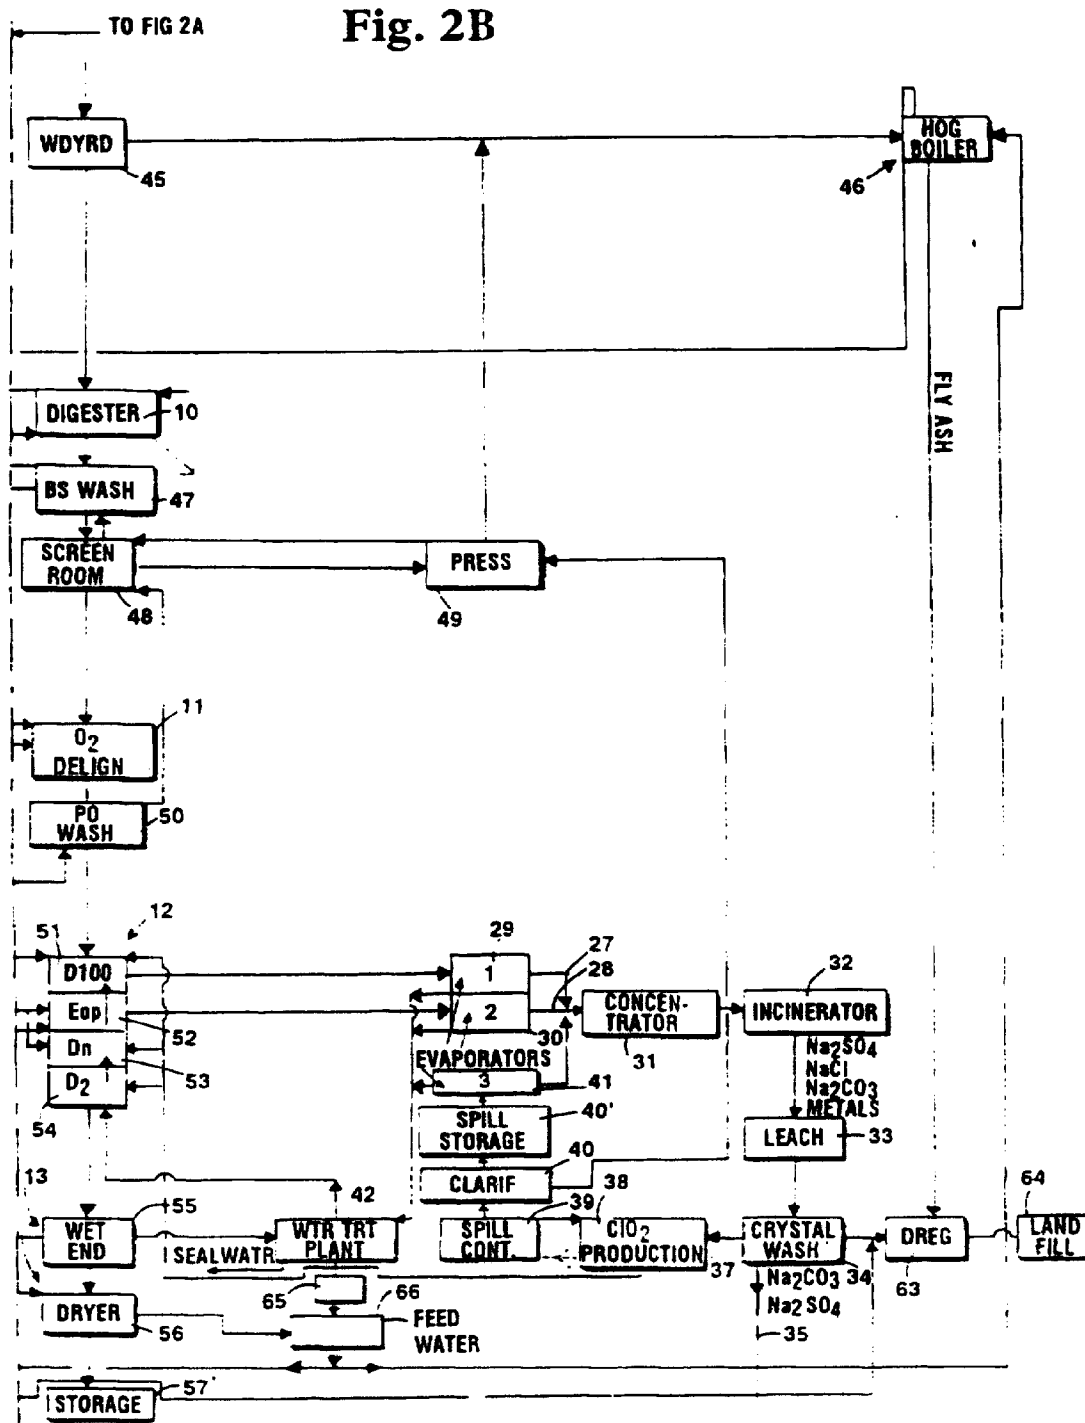 TO FIG 2A
Fig. 2B
WDYRD
45
HOG
BOILER
46
FLY ASH
DIGESTER
10
BS WASH
47
SCREEN
ROOM
48
PRESS
49
11
O2
DELIGN
PO
WASH
50
12
51
D100
Eop
52
Dn
53
D2
54
29
1
27
28
2
30
EVAPORATORS
3
41
CONCEN-
TRATOR
31
32
INCINERATOR
Na2SO4
NaCl
Na2CO3
METALS
LEACH
33
40'
SPILL
STORAGE
40
CLARIF
38
39
SPILL
CONT.
ClO2
PRODUCTION
37
CRYSTAL
WASH
34
Na2CO3
Na2SO4
35
DREG
63
64
LAND
FILL
13
55
WET
END
SEALWATR
42
WTR TRT
PLANT
65
66
FEED
WATER
DRYER
56
57'
STORAGE